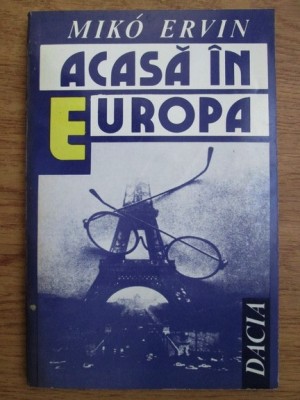 MIKÓ ERVIN
ACASĂ ÎN
EUROPA
DACIA